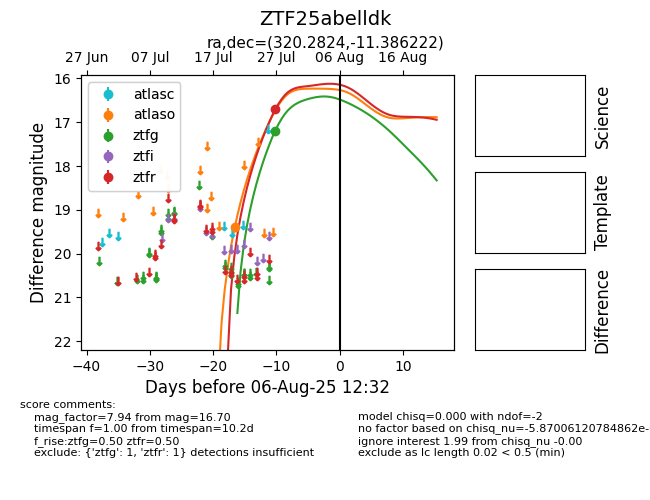 ZTF25abelldk
ra,dec=(320.2824,-11.386222)
27 Jun 07 Jul 17 Jul 27 Jul 06 Aug 16 Aug
16
17
18
19
20
21
22
Difference magnitude
atlasc
atlaso
ztfg
ztfi
ztfr
−40 −30 −20 −10 0 10
Days before 06-Aug-25 12:32
Science
Template
Difference
score comments:
mag_factor=7.94 from mag=16.70
timespan f=1.00 from timespan=10.2d
f_rise:ztfg=0.50 ztfr=0.50
exclude: {'ztfg': 1, 'ztfr': 1} detections insufficient
model chisq=0.000 with ndof=-2
no factor based on chisq_nu=-5.87006120784862e-
ignore interest 1.99 from chisq_nu -0.00
exclude as lc length 0.02 < 0.5 (min)